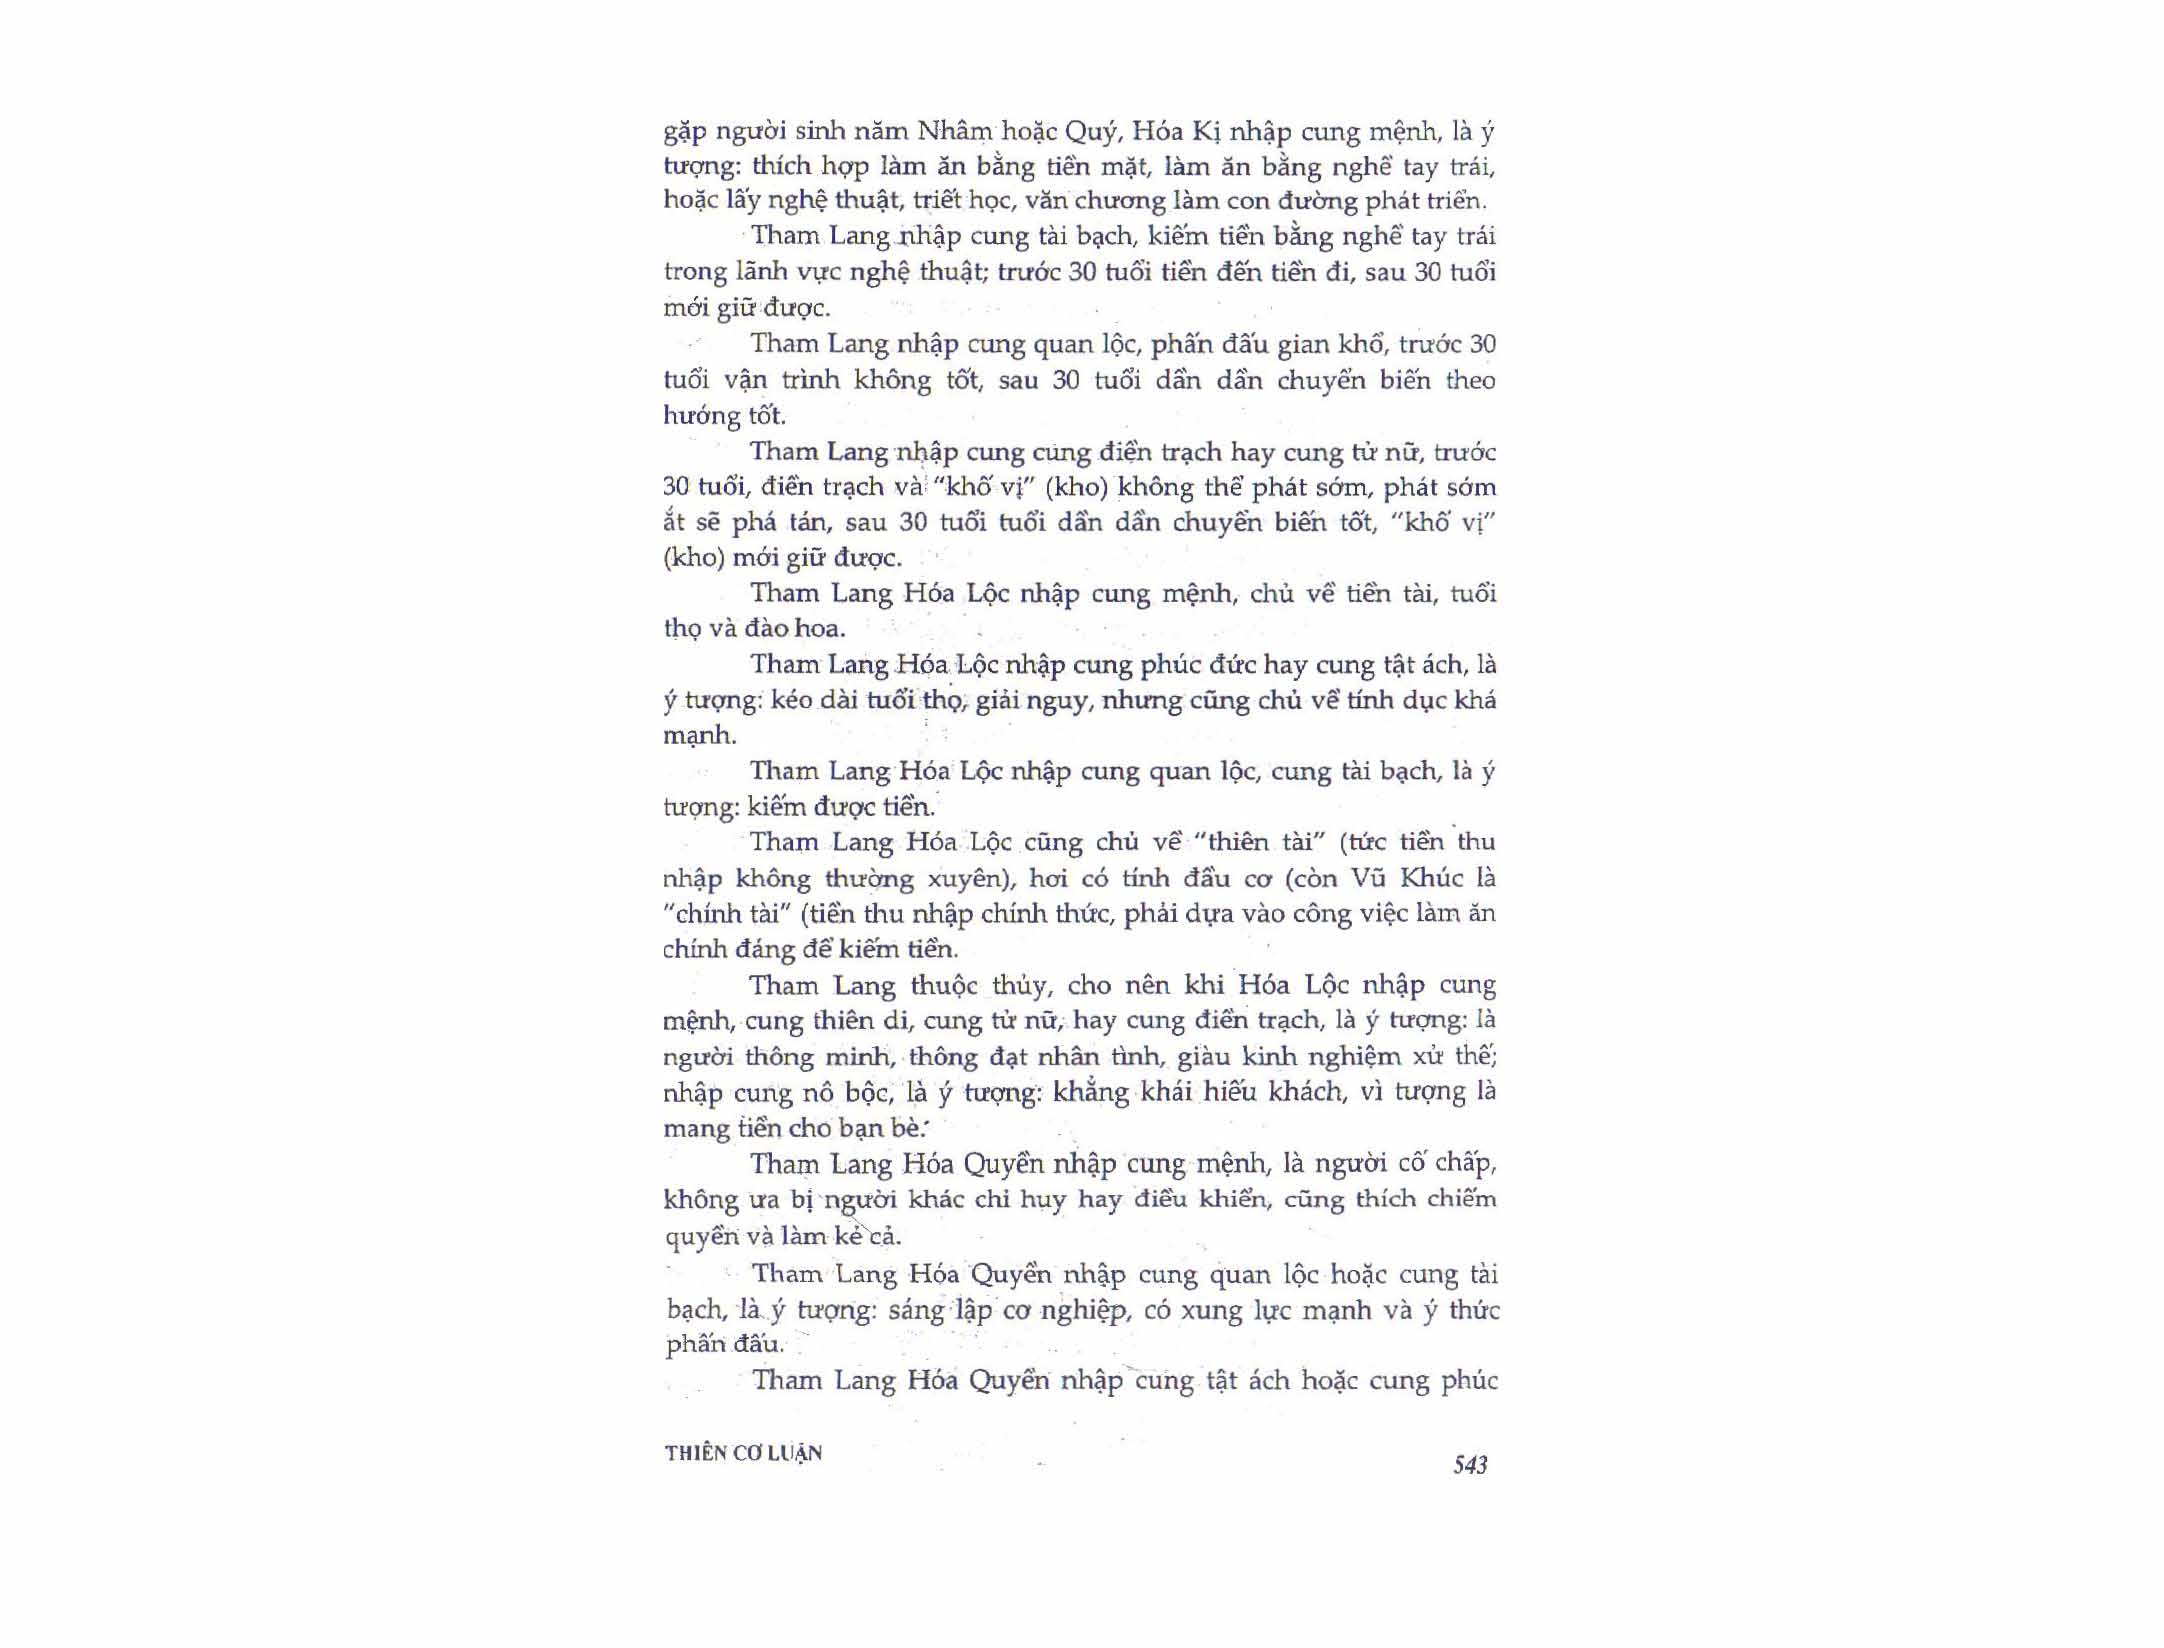 gặp người sinh năm Nhâm hoặc Quý, Hóa Kị nhập cung mệnh, là ý
tượng: thích hợp làm ăn bằng tiền mặt, làm ăn bằng nghề tay trái,
hoặc lấy nghệ thuật, triết học, văn chương làm con đường phát triển.
Tham Lang nhập cung tài bạch, kiếm tiền bằng nghề tay trái
trong lãnh vực nghệ thuật; trước 30 tuổi tiền đến tiền đi, sau 30 tuổi
mới giữ được.
Tham Lang nhập cung quan lộc, phấn đấu gian khổ, trước 30
tuổi vận trình không tốt, sau 30 tuổi dần dần chuyển biến theo
hướng tốt.
Tham Lang nhập cung cung điền trạch hay cung tử nữ, trước
30 tuổi, điền trạch và "khố vị" (kho) không thể phát sớm, phát sớm
ắt sẽ phá tán, sau 30 tuổi tuổi dần dần chuyển biến tốt, "khố vị"
(kho) mới giữ được.
Tham Lang Hóa Lộc nhập cung mệnh, chủ về tiền tài, tuổi
thọ và đào hoa.
Tham Lang Hóa Lộc nhập cung phúc đức hay cung tật ách, là
ý tượng: kéo dài tuổi thọ, giải nguy, nhưng cũng chủ về tính dục khá
mạnh.
Tham Lang Hóa Lộc nhập cung quan lộc, cung tài bạch, là ý
tượng: kiếm được tiền.
Tham Lang Hóa Lộc cũng chủ về "thiên tài" (tức tiền thu
nhập không thường xuyên), hơi có tính đầu cơ (còn Vũ Khúc là
"chính tài" (tiền thu nhập chính thức, phải dựa vào công việc làm ăn
chính đáng để kiếm tiền.
Tham Lang thuộc thủy, cho nên khi Hóa Lộc nhập cung
mệnh, cung thiên di, cung tử nữ, hay cung điền trạch, là ý tượng: là
người thông minh, thông đạt nhân tình, giàu kinh nghiệm xử thế;
nhập cung nô bộc, là ý tượng: khẳng khái hiếu khách, vì tượng là
mang tiền cho bạn bè.
Tham Lang Hóa Quyền nhập cung mệnh, là người cố chấp,
không ưa bị người khác chỉ huy hay điều khiển, cũng thích chiếm
quyền và làm kẻ cả.
Tham Lang Hóa Quyền nhập cung quan lộc hoặc cung tài
bạch, là ý tượng: sáng lập cơ nghiệp, có xung lực mạnh và ý thức
phấn đấu.
Tham Lang Hóa Quyền nhập cung tật ách hoặc cung phúc
THIÊN CƠ LUẬN
543